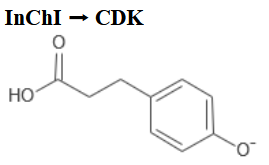 InChI → CDK
O
HO
O⁻